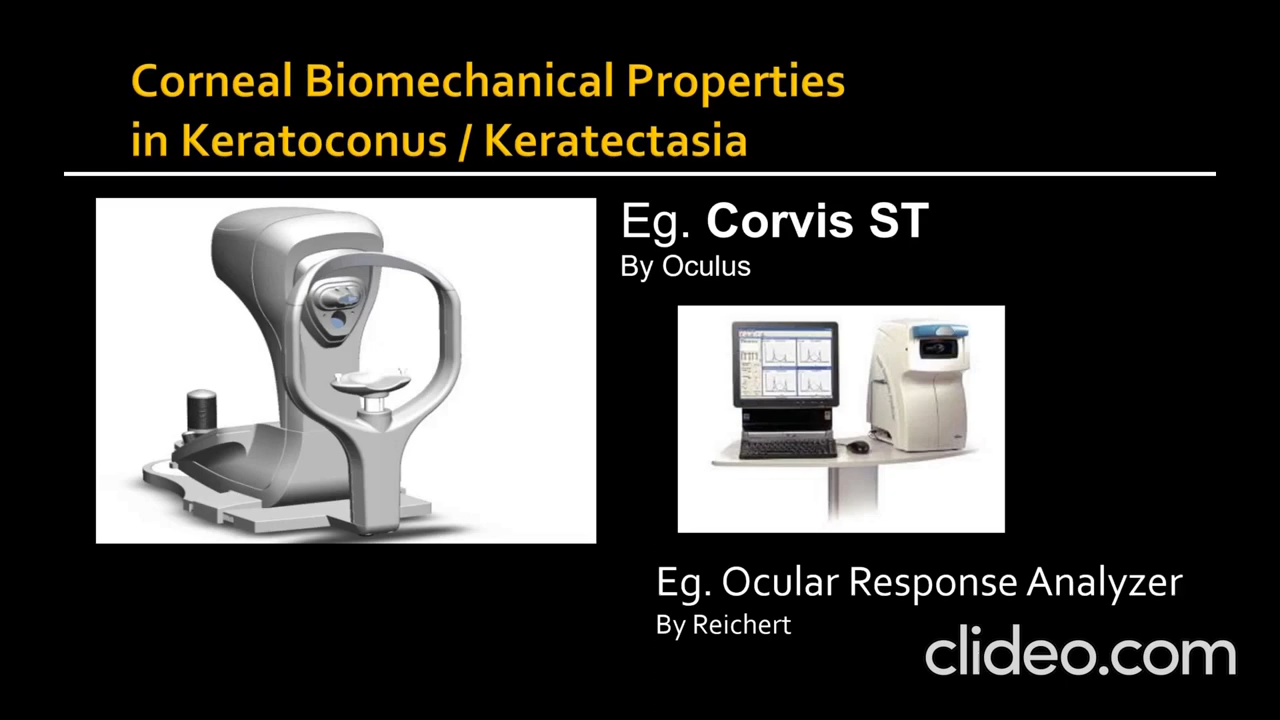 Corneal Biomechanical Properties
in Keratoconus / Keratectasia
Eg. Corvis ST
By Oculus
Eg. Ocular Response Analyzer
By Reichert
clideo.com